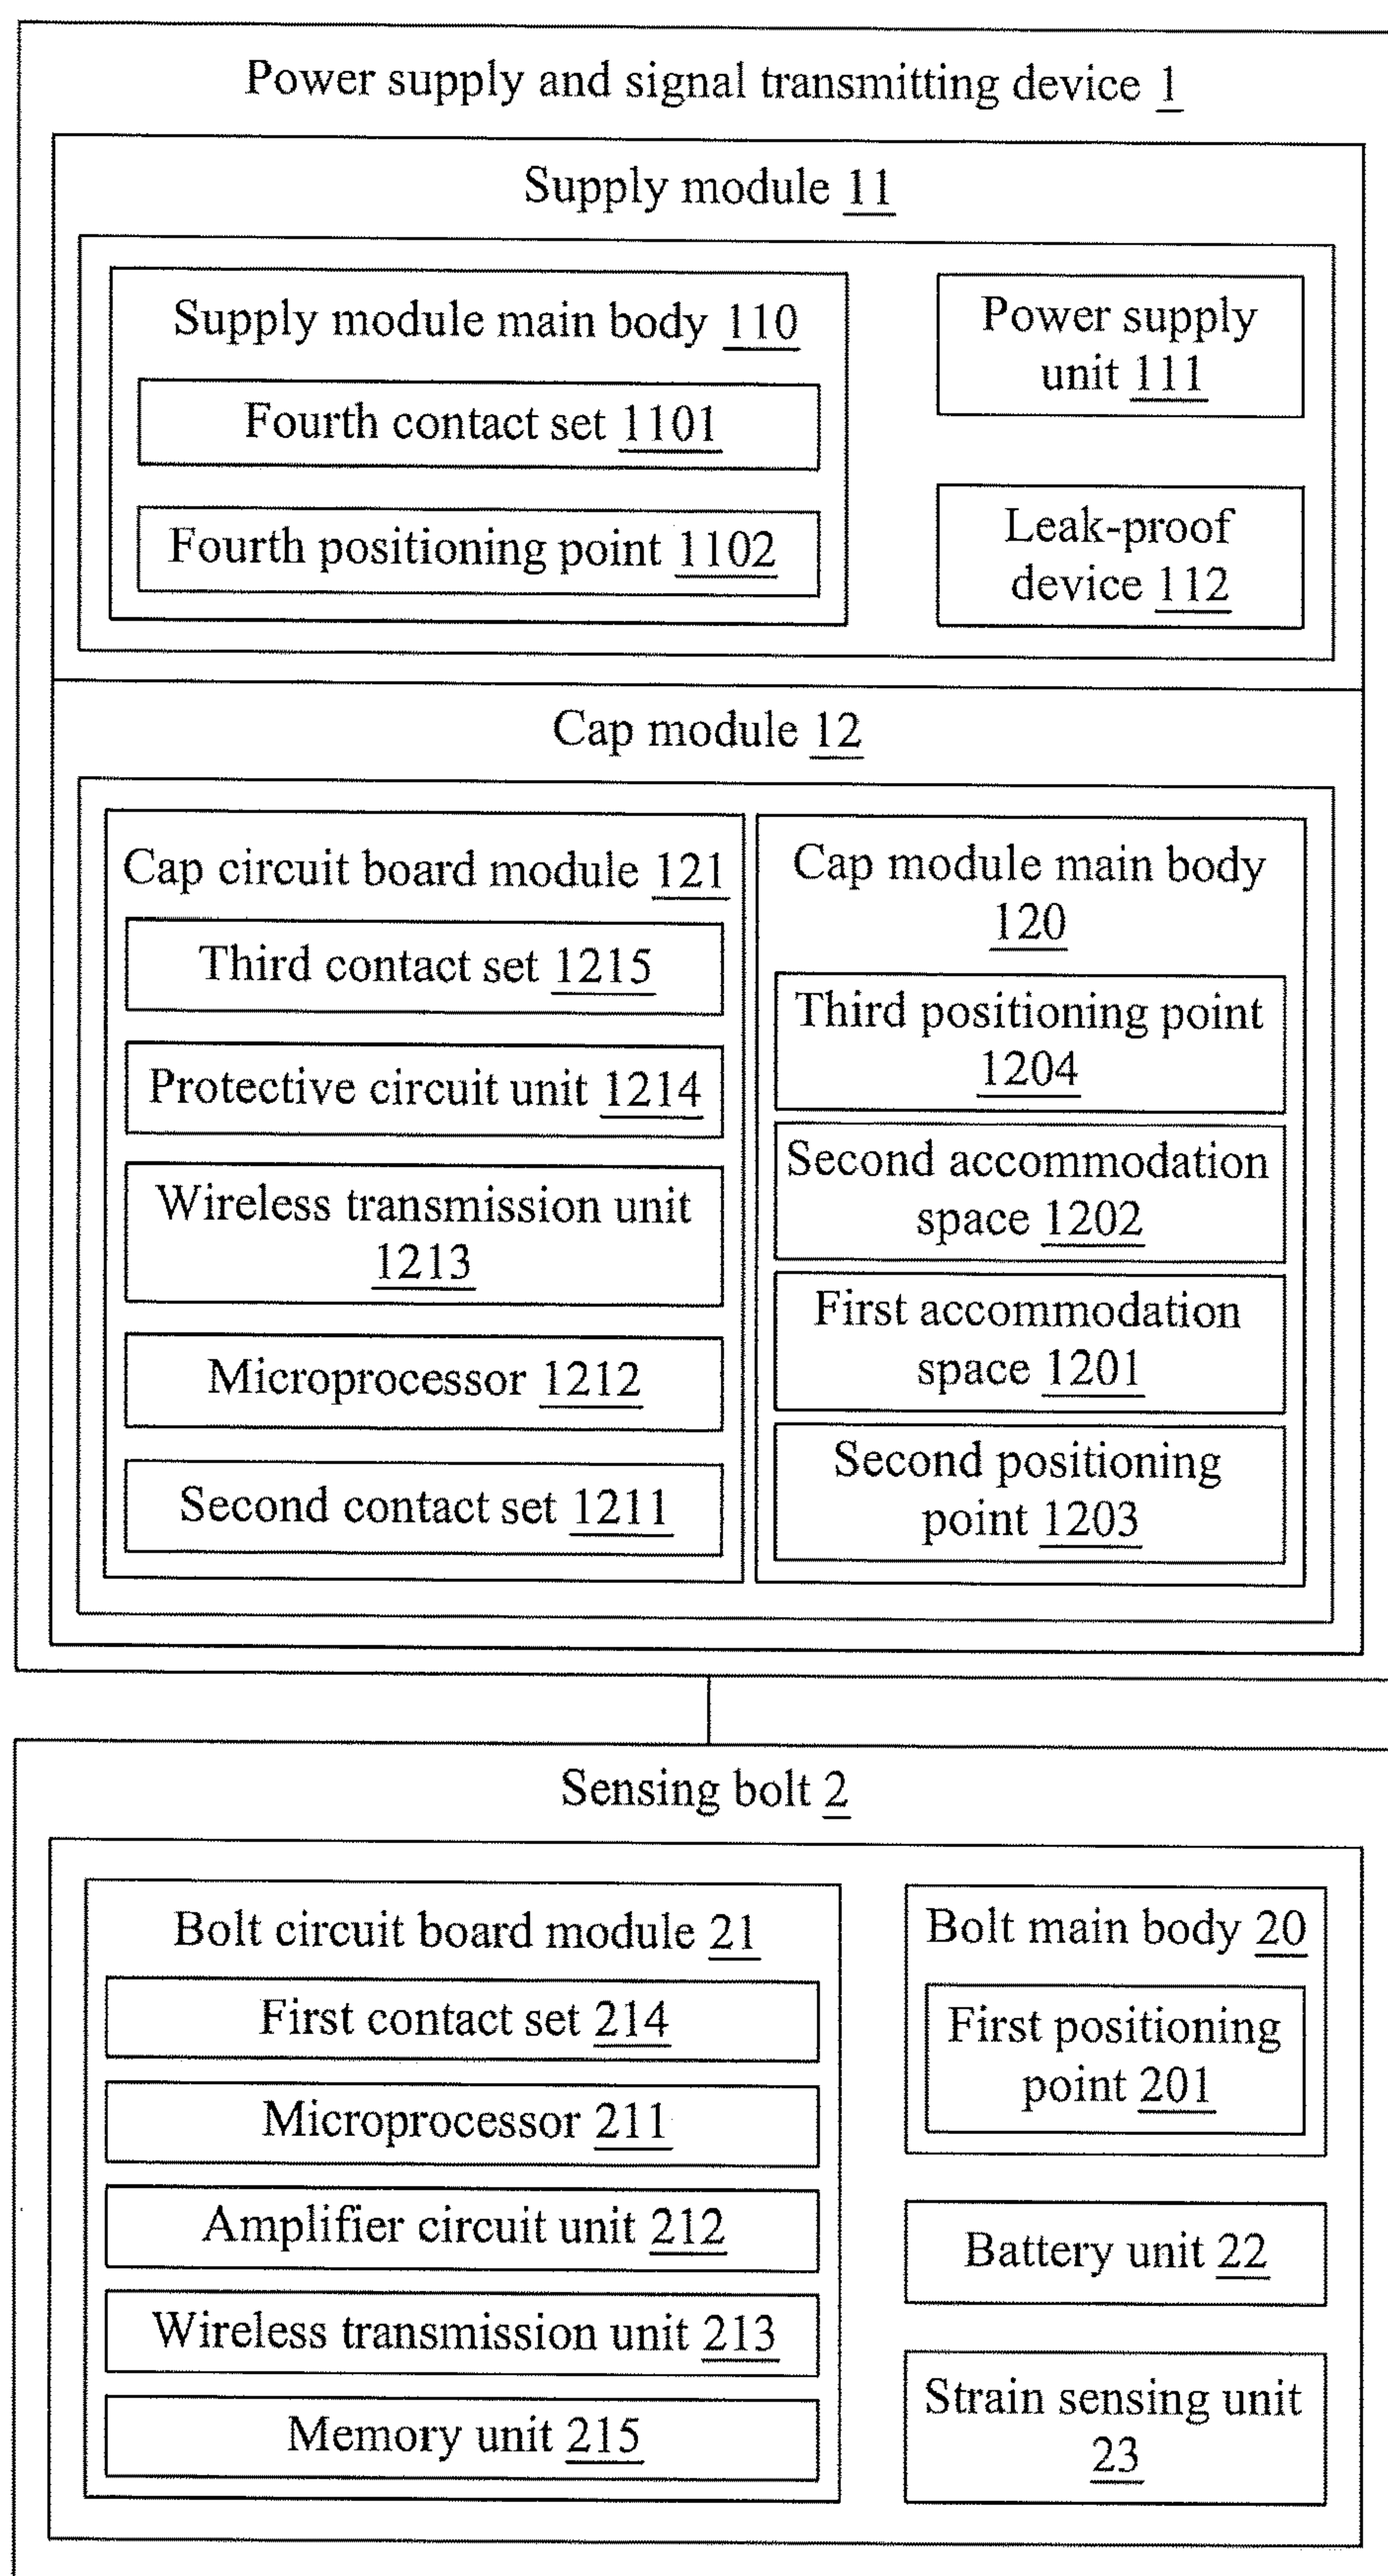 Power supply and signal transmitting device 1
Supply module 11
Supply module main body 110
Fourth contact set 1101
Fourth positioning point 1102
Power supply
unit 111
Leak-proof
device 112
Cap module 12
Cap circuit board module 121
Third contact set 1215
Protective circuit unit 1214
Wireless transmission unit
1213
Microprocessor 1212
Second contact set 1211
Cap module main body
120
Third positioning point
1204
Second accommodation
space 1202
First accommodation
space 1201
Second positioning
point 1203
Sensing bolt 2
Bolt circuit board module 21
First contact set 214
Microprocessor 211
Amplifier circuit unit 212
Wireless transmission unit 213
Memory unit 215
Bolt main body 20
First positioning
point 201
Battery unit 22
Strain sensing unit
23